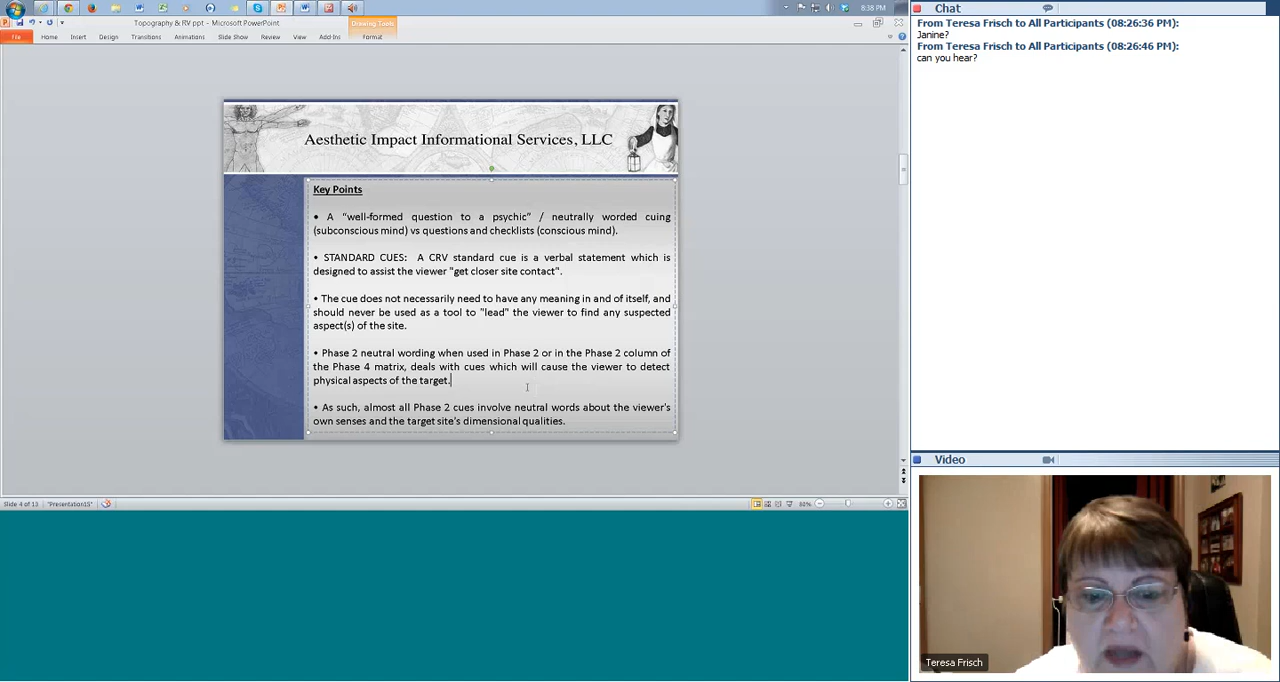 Topography & RV ppt - Microsoft PowerPoint
Drawing Tools
8:38 PM
File Home Insert Design Transitions Animations Slide Show Review View Add-Ins Format
Aesthetic Impact Informational Services, LLC
Key Points
• A “well-formed question to a psychic” / neutrally worded cuing
(subconscious mind) vs questions and checklists (conscious mind).
• STANDARD CUES: A CRV standard cue is a verbal statement which is
designed to assist the viewer "get closer site contact".
• The cue does not necessarily need to have any meaning in and of itself, and
should never be used as a tool to "lead" the viewer to find any suspected
aspect(s) of the site.
• Phase 2 neutral wording when used in Phase 2 or in the Phase 2 column of
the Phase 4 matrix, deals with cues which will cause the viewer to detect
physical aspects of the target.
• As such, almost all Phase 2 cues involve neutral words about the viewer's
own senses and the target site's dimensional qualities.
Slide 4 of 13 "Presentation15" 80%
Chat
From Teresa Frisch to All Participants (08:26:36 PM):
Janine?
From Teresa Frisch to All Participants (08:26:46 PM):
can you hear?
Video
Teresa Frisch